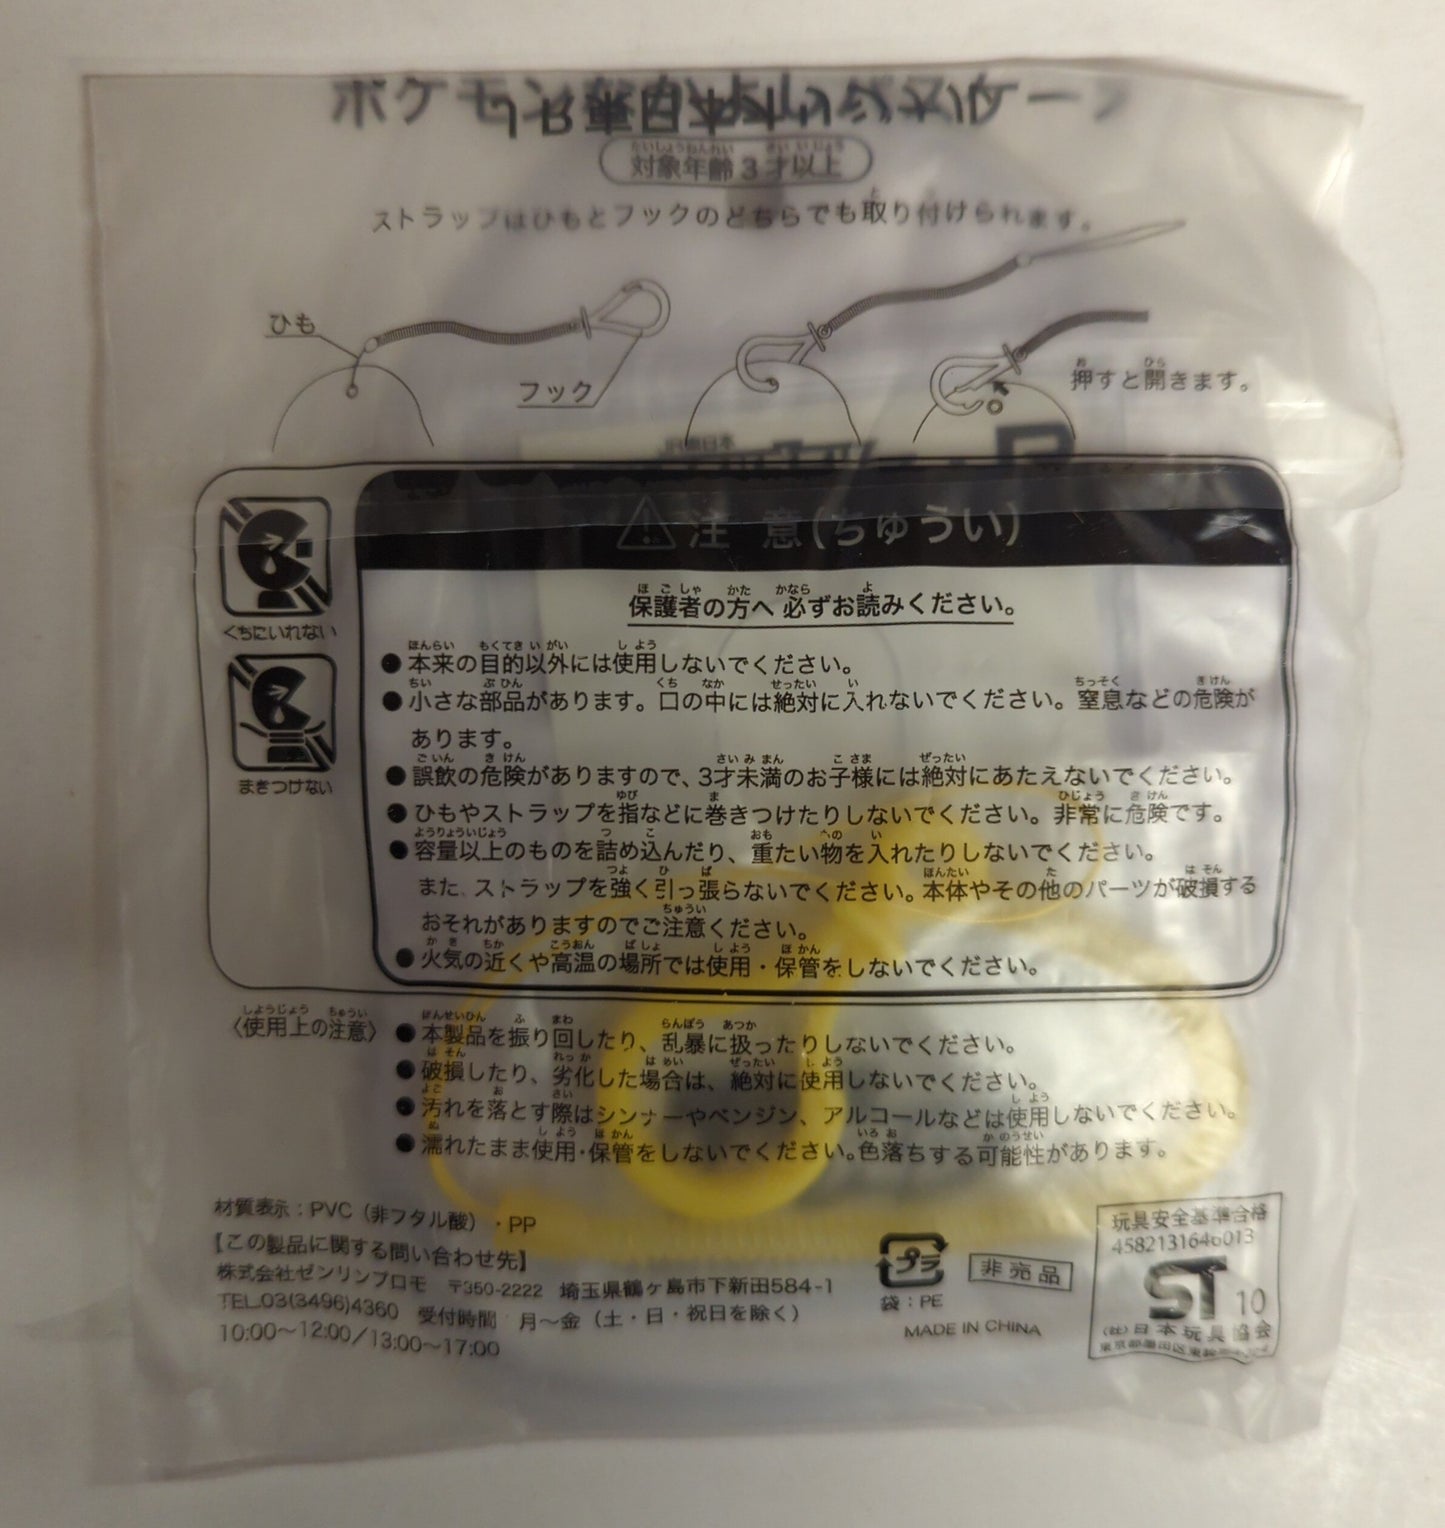 対象年齢3才以上
ストラップはひもとフックのどちらでも取り付けられます。
ひも
フック
押すと開きます。
JR東日本
注 意(ちゅうい)
くちにいれない
まきつけない
保護者の方へ 必ずお読みください。
●本来の目的以外には使用しないでください。
●小さな部品があります。口の中には絶対に入れないでください。窒息などの危険が
あります。
●誤飲の危険がありますので、3才未満のお子様には絶対にあたえないでください。
●ひもやストラップを指などに巻きつけたりしないでください。非常に危険です。
●容量以上のものを詰め込んだり、重たい物を入れたりしないでください。
また、ストラップを強く引っ張らないでください。本体やその他のパーツが破損する
おそれがありますのでご注意ください。
●火気の近くや高温の場所では使用・保管をしないでください。
〈使用上の注意〉 ●本製品を振り回したり、乱暴に扱ったりしないでください。
●破損したり、劣化した場合は、絶対に使用しないでください。
●汚れを落とす際はシンナーやベンジン、アルコールなどは使用しないでください。
●濡れたまま使用・保管をしないでください。色落ちする可能性があります。
材質表示：PVC（非フタル酸）・PP
【この製品に関する問い合わせ先】
株式会社ゼンリンプロモ 〒350-2222 埼玉県鶴ヶ島市下新田584-1
TEL.03(3496)4360 受付時間 月〜金（土・日・祝日を除く）
10:00〜12:00/13:00〜17:00
プラ
袋：PE
非売品
MADE IN CHINA
玩具安全基準合格
4582131646013
ST 10
(社)日本玩具協会